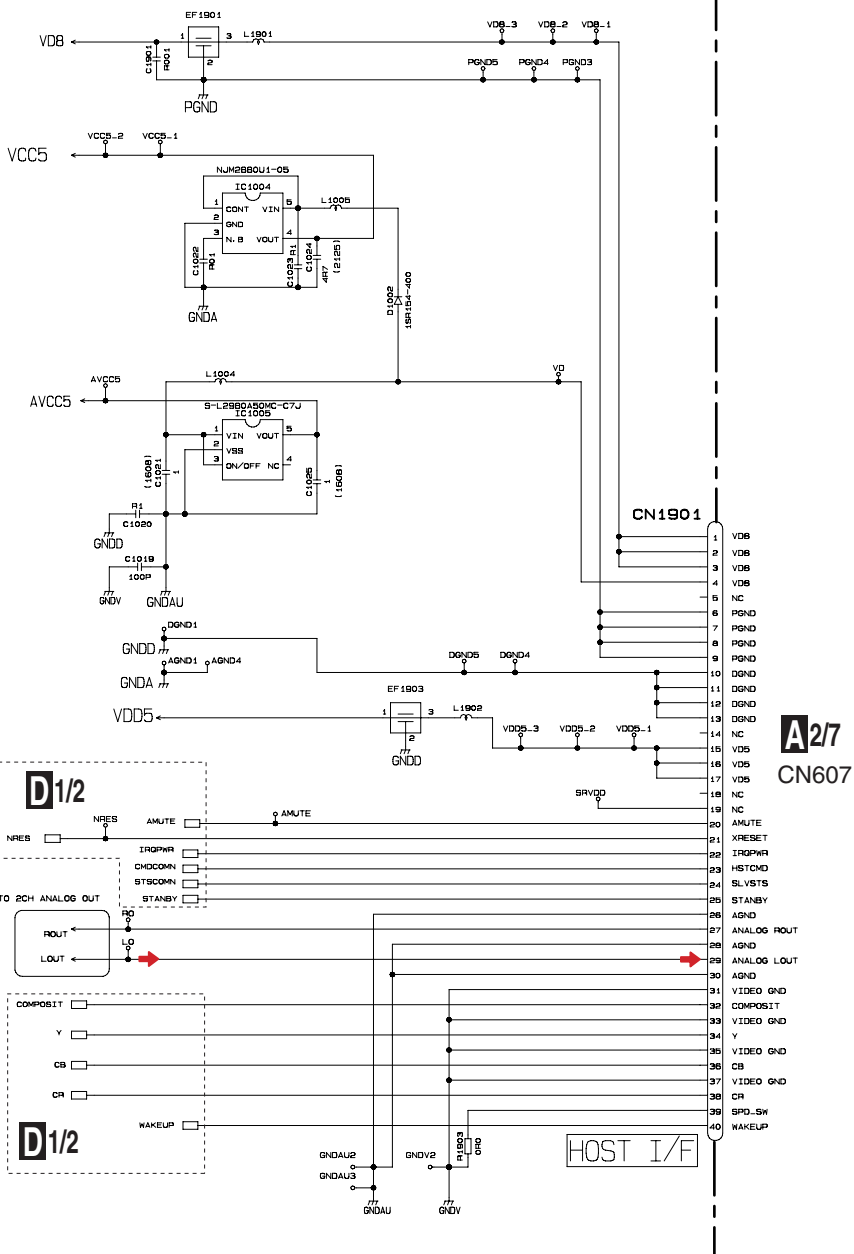 EF1901
VD8
1
3
2
L1901
C1901
R001
VD8_3
VD8_2
VD8_1
PGND5
PGND4
PGND3
PGND
VCC5_2
VCC5_1
VCC5
NJM2880U1-05
IC1004
1 CONT VIN 5
2 GND
3 N.B VOUT 4
L1005
C1022
R01
C1023 R1
C1024
4R7
(2125)
GNDA
D1002
1SR154-400
L1004
VD
AVCC5
AVCC5
S-L2980A50MC-C7J
IC1005
1 VIN VOUT 5
2 VSS
3 ON/OFF NC 4
(1608)
C1021
1
C1025
1
(1608)
R1
C1020
GNDD
C1019
100P
GNDV
GNDAU
CN1901
1 VD8
2 VD8
3 VD8
4 VD8
5 NC
6 PGND
7 PGND
8 PGND
9 PGND
10 DGND
11 DGND
12 DGND
13 DGND
14 NC
15 VD5
16 VD5
17 VD5
18 NC
19 NC
20 AMUTE
21 XRESET
22 IRQPWR
23 HSTCMD
24 SLVSTS
25 STANBY
26 AGND
27 ANALOG ROUT
28 AGND
29 ANALOG LOUT
30 AGND
31 VIDEO GND
32 COMPOSIT
33 VIDEO GND
34 Y
35 VIDEO GND
36 CB
37 VIDEO GND
38 CR
39 SPD_SW
40 WAKEUP
DGND1
GNDD
AGND1
AGND4
GNDA
DGND5
DGND4
EF1903
VDD5
1
3
2
GNDD
L1902
VDD5_3
VDD5_2
VDD5_1
SRVDD
A 2/7
CN607
D 1/2
NRES
NRES
AMUTE
AMUTE
IRQPWR
CMDCOMN
STSCOMN
STANBY
TO 2CH ANALOG OUT
RO
ROUT
LO
LOUT
COMPOSIT
Y
CB
CR
D 1/2
WAKEUP
GNDAU2
GNDAU3
GNDAU
GNDV2
GNDV
R1903
0R0
HOST I/F